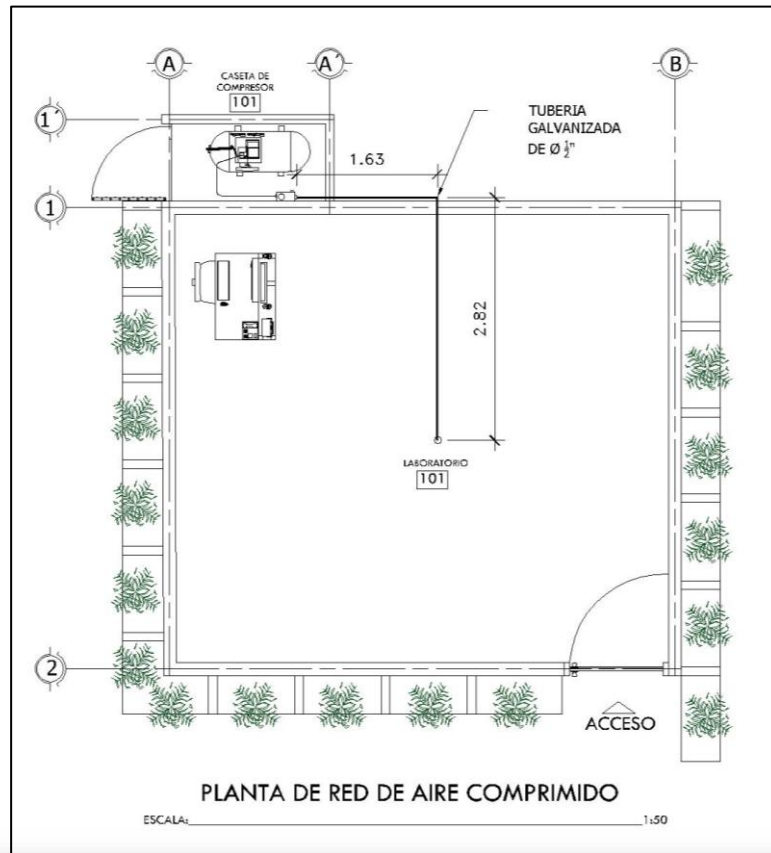 A
A´
B
CASETA DE
COMPRESOR
101
1´
TUBERIA
GALVANIZADA
DE Ø 1/2"
1.63
1
2.82
LABORATORIO
101
2
ACCESO
PLANTA DE RED DE AIRE COMPRIMIDO
ESCALA: 1:50